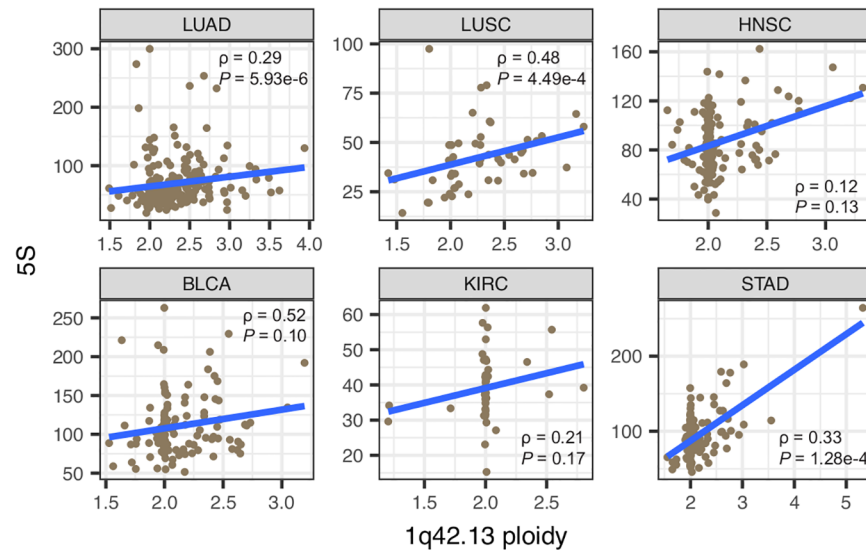 LUAD LUSC HNSC
ρ = 0.29
P = 5.93e-6
300
200
100
1.5 2.0 2.5 3.0 3.5 4.0
ρ = 0.48
P = 4.49e-4
100
75
50
25
1.5 2.0 2.5 3.0
160
120
80
40
ρ = 0.12
P = 0.13
2.0 2.5 3.0
5S
BLCA KIRC STAD
ρ = 0.52
P = 0.10
250
200
150
100
50
1.5 2.0 2.5 3.0
60
50
40
30
20
ρ = 0.21
P = 0.17
1.5 2.0 2.5
200
100
ρ = 0.33
P = 1.28e-4
2 3 4 5
1q42.13 ploidy